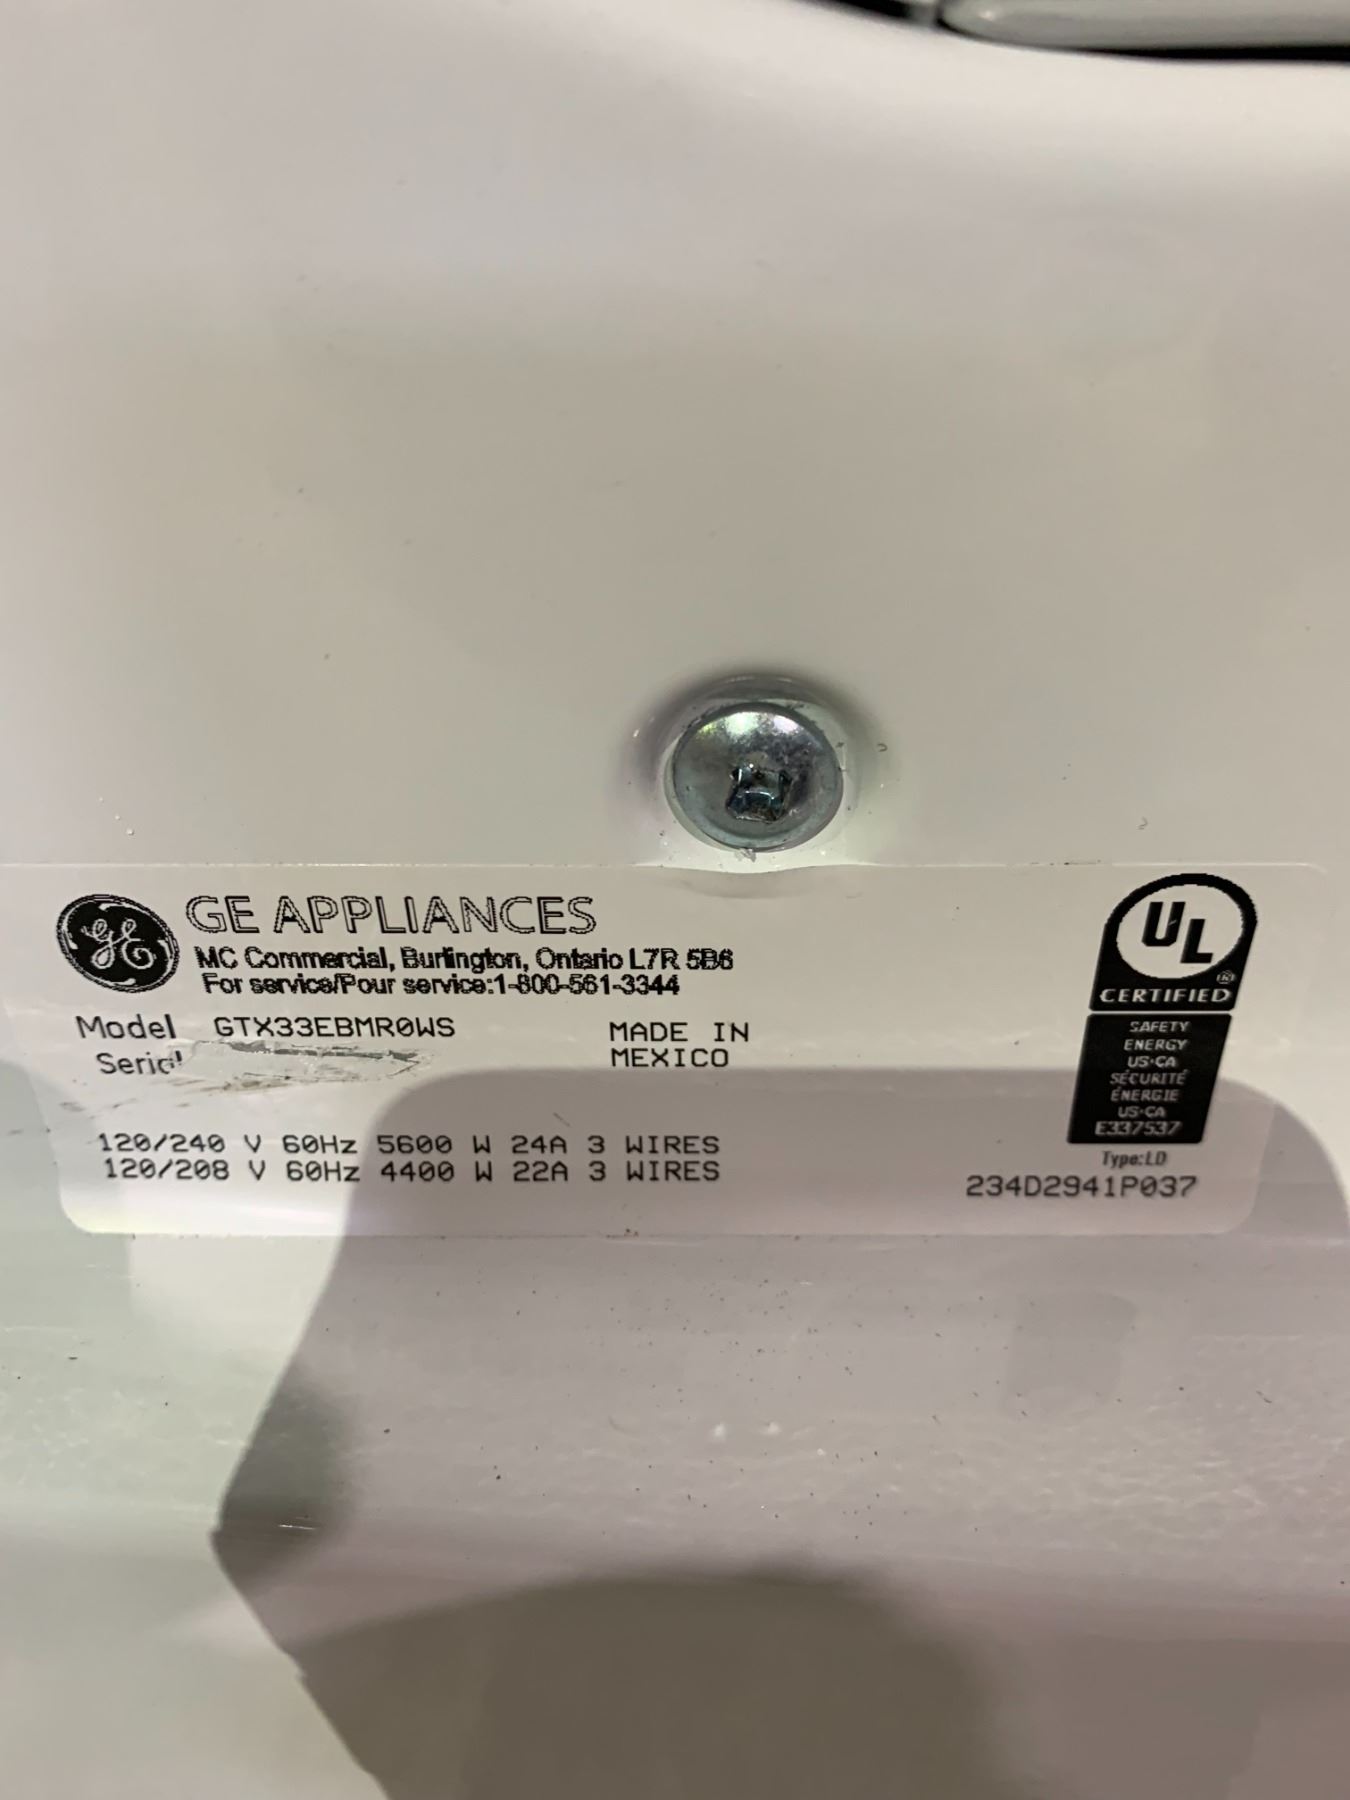 GE APPLIANCES
MC Commercial, Burlington, Ontario L7R 5B6
For service/Pour service:1-800-561-3344
Model GTX33EBMR0WS
Serial
MADE IN
MEXICO
120/240 V 60Hz 5600 W 24A 3 WIRES
120/208 V 60Hz 4400 W 22A 3 WIRES
UL
®
CERTIFIED
SAFETY
ENERGY
US·CA
SÉCURITÉ
ÉNERGIE
US·CA
E337537
Type:LD
234D2941P037